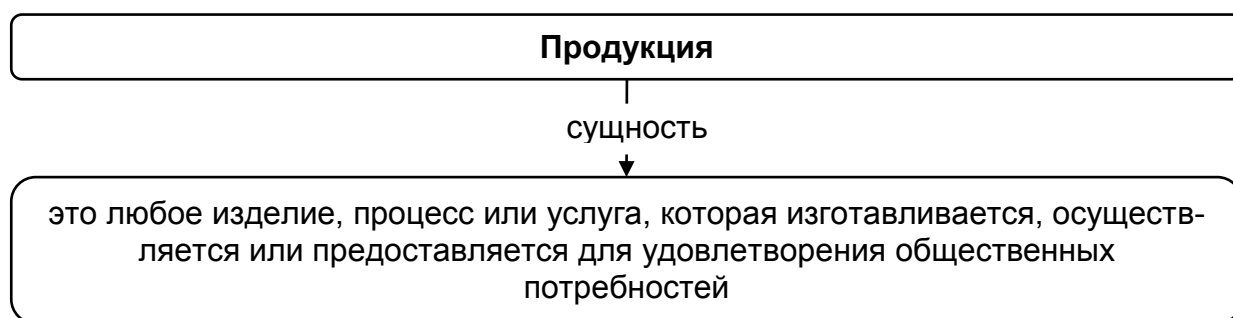 Продукция
сущность
это любое изделие, процесс или услуга, которая изготавливается, осуществ-
ляется или предоставляется для удовлетворения общественных
потребностей